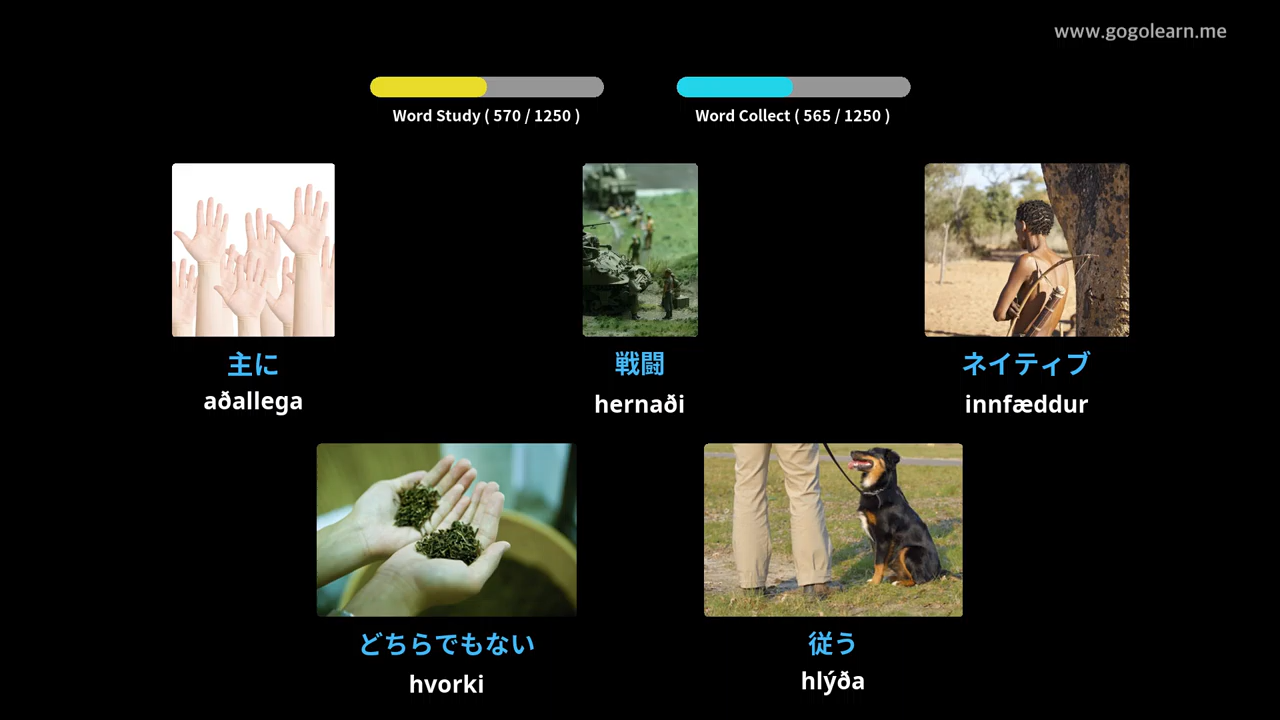 www.gogolearn.me
Word Study ( 570 / 1250 )
Word Collect ( 565 / 1250 )
主に
aðallega
戦闘
hernaði
ネイティブ
innfæddur
どちらでもない
hvorki
従う
hlýða